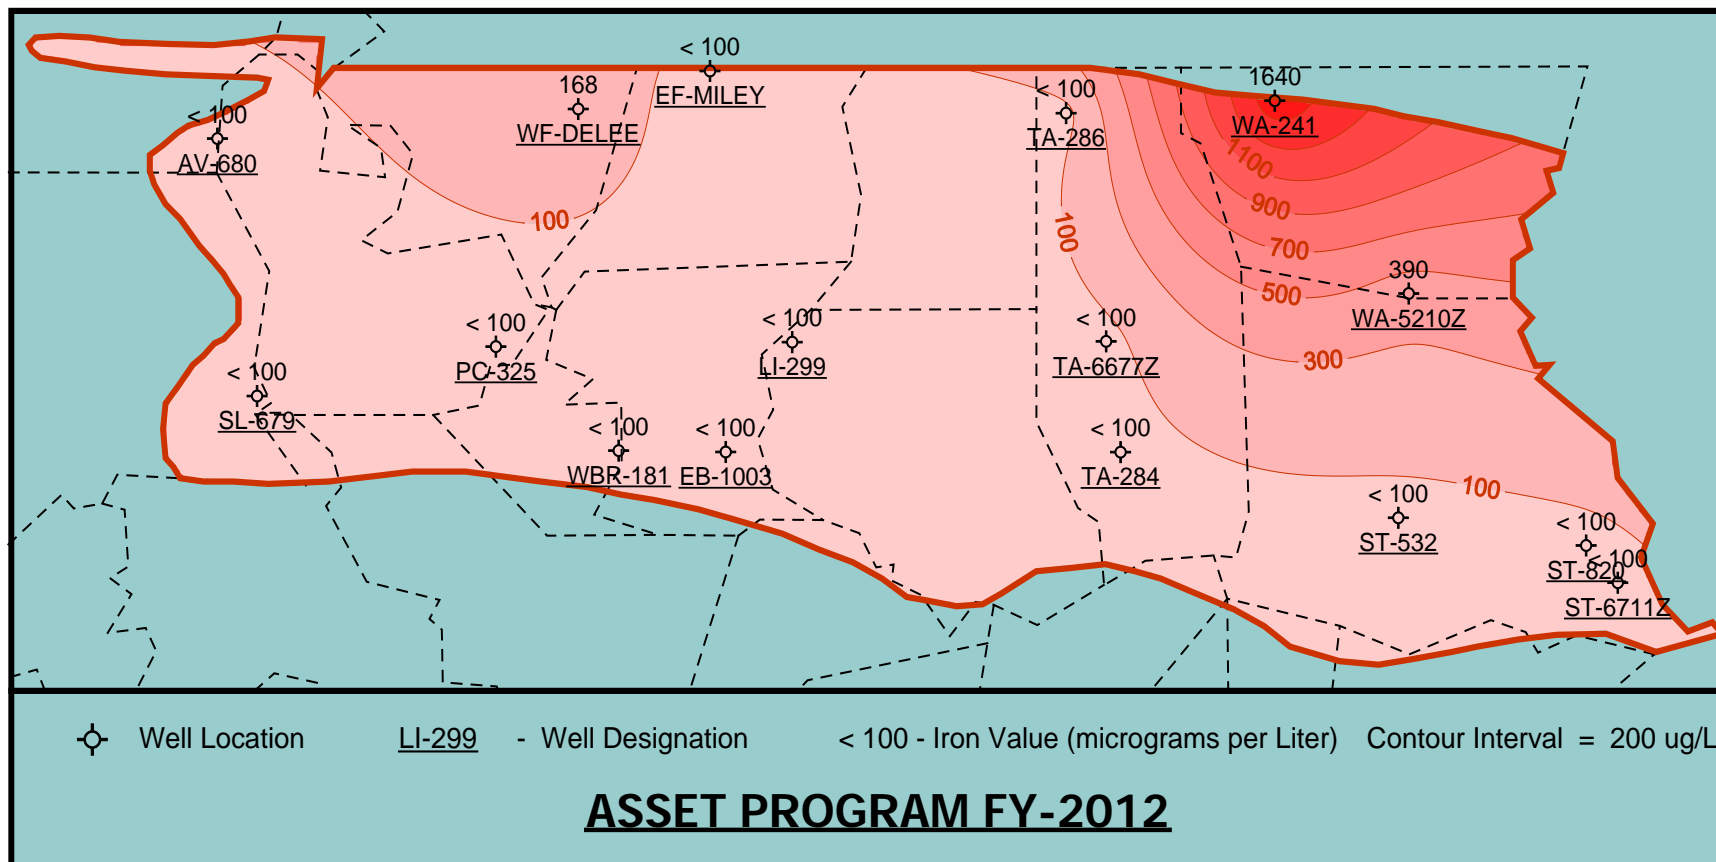 < 100
EF-MILEY
168
WF-DELEE
< 100
AV-680
< 100
TA-286
1640
WA-241
1100
900
700
500
300
100
100
100
390
WA-5210Z
< 100
PC-325
< 100
LI-299
< 100
TA-6677Z
< 100
SL-679
< 100
WBR-181
< 100
EB-1003
< 100
TA-284
< 100
ST-532
< 100
ST-820
< 100
ST-6711Z
Well Location LI-299 - Well Designation < 100 - Iron Value (micrograms per Liter) Contour Interval = 200 ug/L
ASSET PROGRAM FY-2012